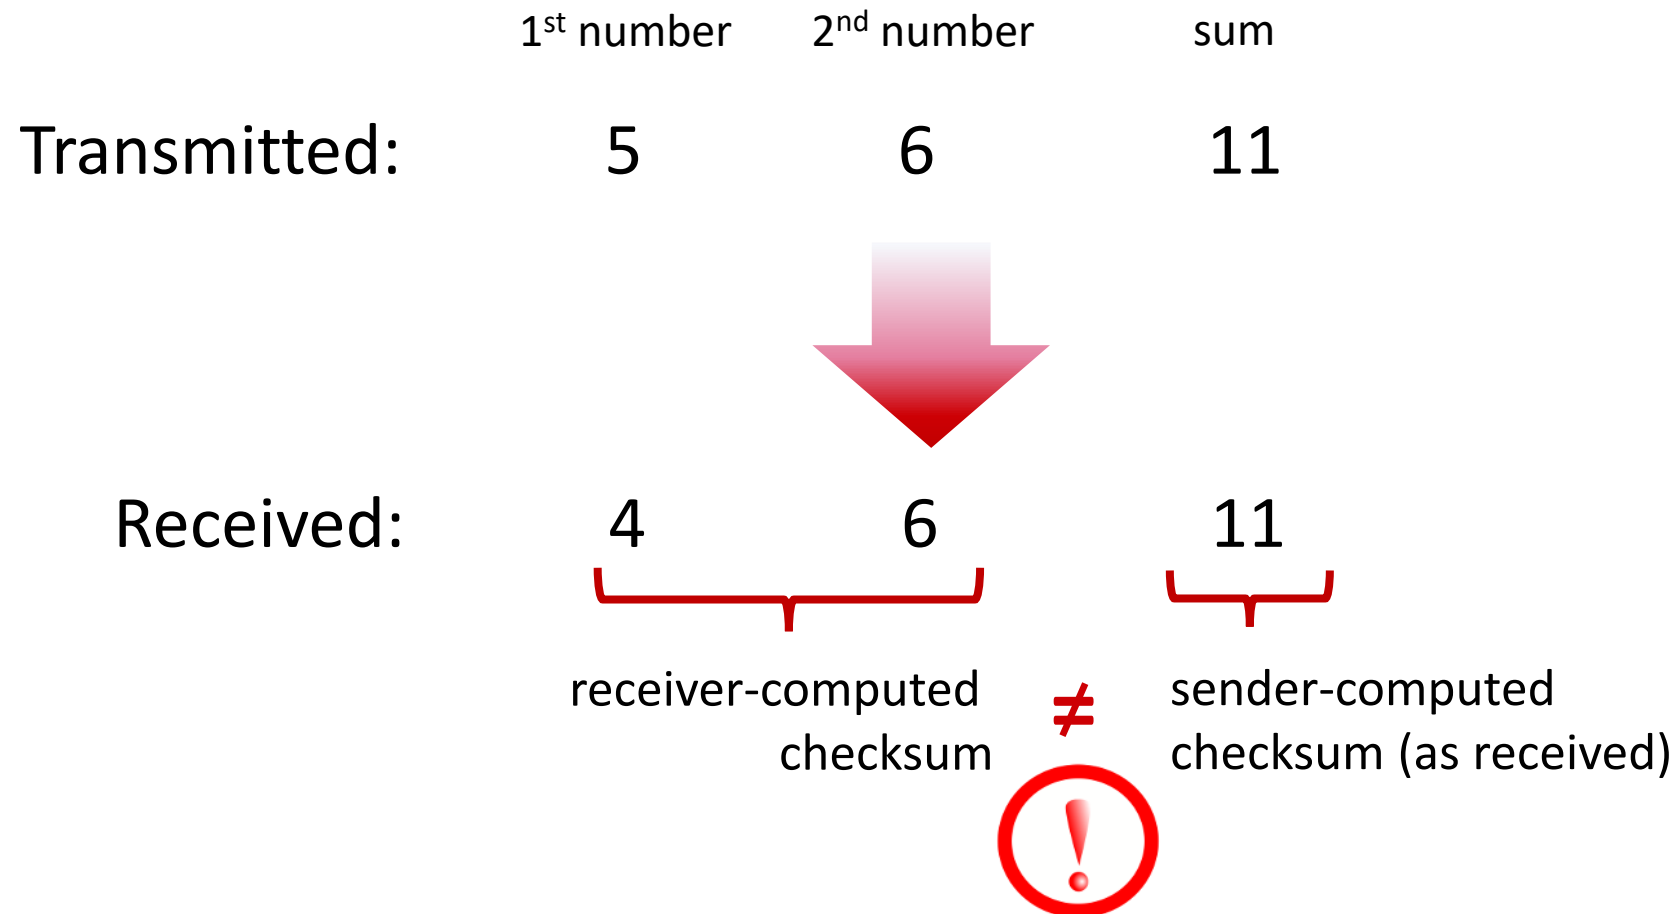 1st number 2nd number sum
Transmitted: 5 6 11
Received: 4 6 11
receiver-computed ≠ sender-computed
checksum checksum (as received)
!